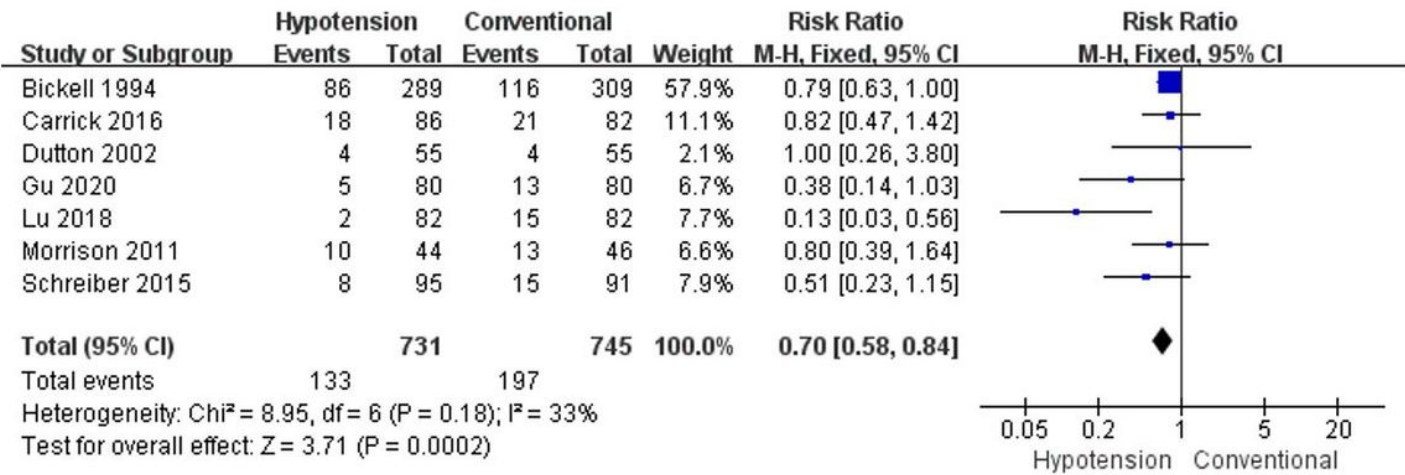 Hypotension Conventional Risk Ratio Risk Ratio
Study or Subgroup Events Total Events Total Weight M-H, Fixed, 95% CI M-H, Fixed, 95% CI
Bickell 1994 86 289 116 309 57.9% 0.79 [0.63, 1.00]
Carrick 2016 18 86 21 82 11.1% 0.82 [0.47, 1.42]
Dutton 2002 4 55 4 55 2.1% 1.00 [0.26, 3.80]
Gu 2020 5 80 13 80 6.7% 0.38 [0.14, 1.03]
Lu 2018 2 82 15 82 7.7% 0.13 [0.03, 0.56]
Morrison 2011 10 44 13 46 6.6% 0.80 [0.39, 1.64]
Schreiber 2015 8 95 15 91 7.9% 0.51 [0.23, 1.15]
Total (95% CI) 731 745 100.0% 0.70 [0.58, 0.84]
Total events 133 197
Heterogeneity: Chi² = 8.95, df = 6 (P = 0.18); I² = 33%
Test for overall effect: Z = 3.71 (P = 0.0002)
0.05 0.2 1 5 20
Hypotension Conventional